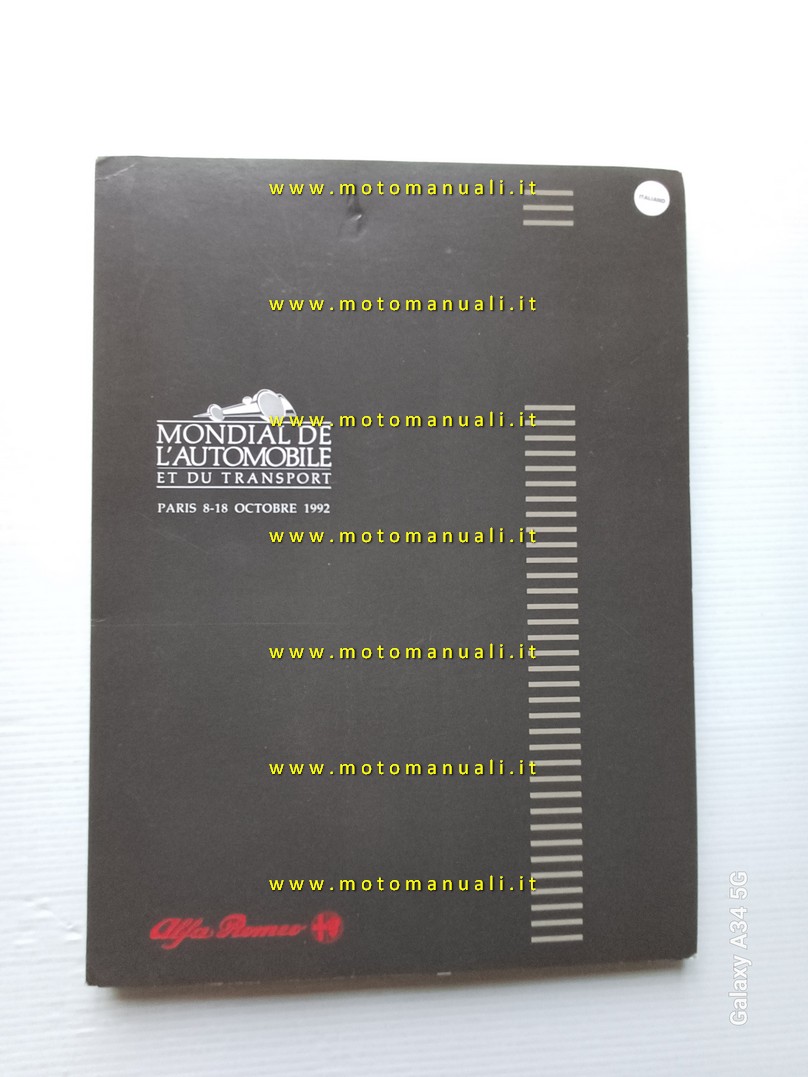 www.motomanuali.it
ITALIANO
www.motomanuali.it
www.motomanuali.it
MONDIAL DE
L'AUTOMOBILE
ET DU TRANSPORT
PARIS 8-18 OCTOBRE 1992
www.motomanuali.it
www.motomanuali.it
www.motomanuali.it
www.motomanuali.it
Alfa Romeo
Galaxy A34 5G